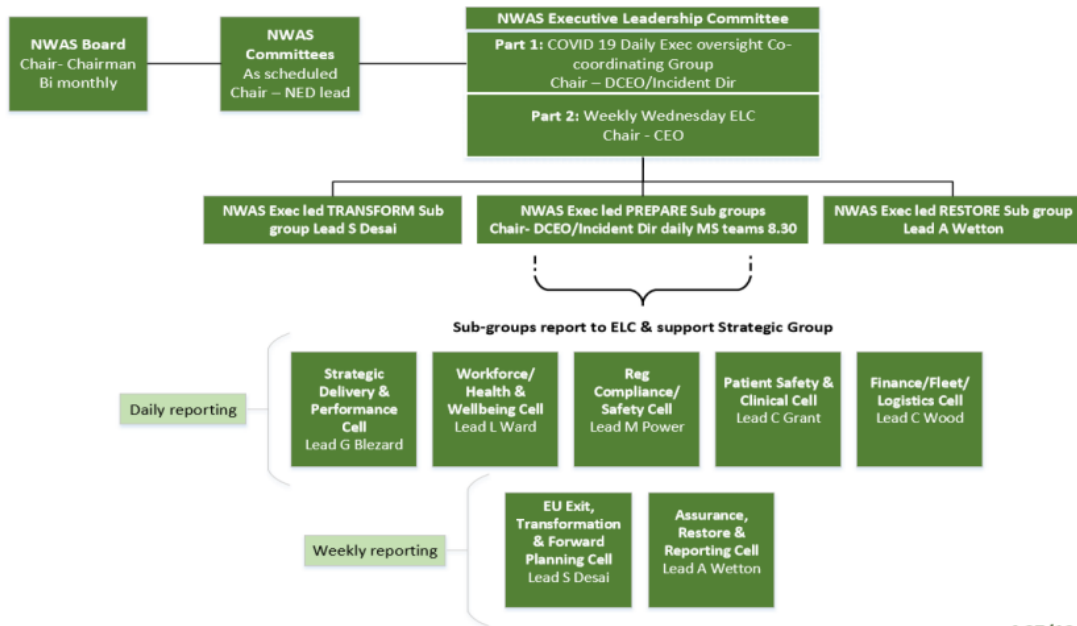 NWAS Board
Chair- Chairman
Bi monthly
NWAS
Committees
As scheduled
Chair – NED lead
NWAS Executive Leadership Committee
Part 1: COVID 19 Daily Exec oversight Co-
coordinating Group
Chair – DCEO/Incident Dir
Part 2: Weekly Wednesday ELC
Chair - CEO
NWAS Exec led TRANSFORM Sub
group Lead S Desai
NWAS Exec led PREPARE Sub groups
Chair- DCEO/Incident Dir daily MS teams 8.30
NWAS Exec led RESTORE Sub group
Lead A Wetton
Sub-groups report to ELC & support Strategic Group
Daily reporting
Strategic
Delivery &
Performance
Cell
Lead G Blezard
Workforce/
Health &
Wellbeing Cell
Lead L Ward
Reg
Compliance/
Safety Cell
Lead M Power
Patient Safety &
Clinical Cell
Lead C Grant
Finance/Fleet/
Logistics Cell
Lead C Wood
Weekly reporting
EU Exit,
Transformation
& Forward
Planning Cell
Lead S Desai
Assurance,
Restore &
Reporting Cell
Lead A Wetton